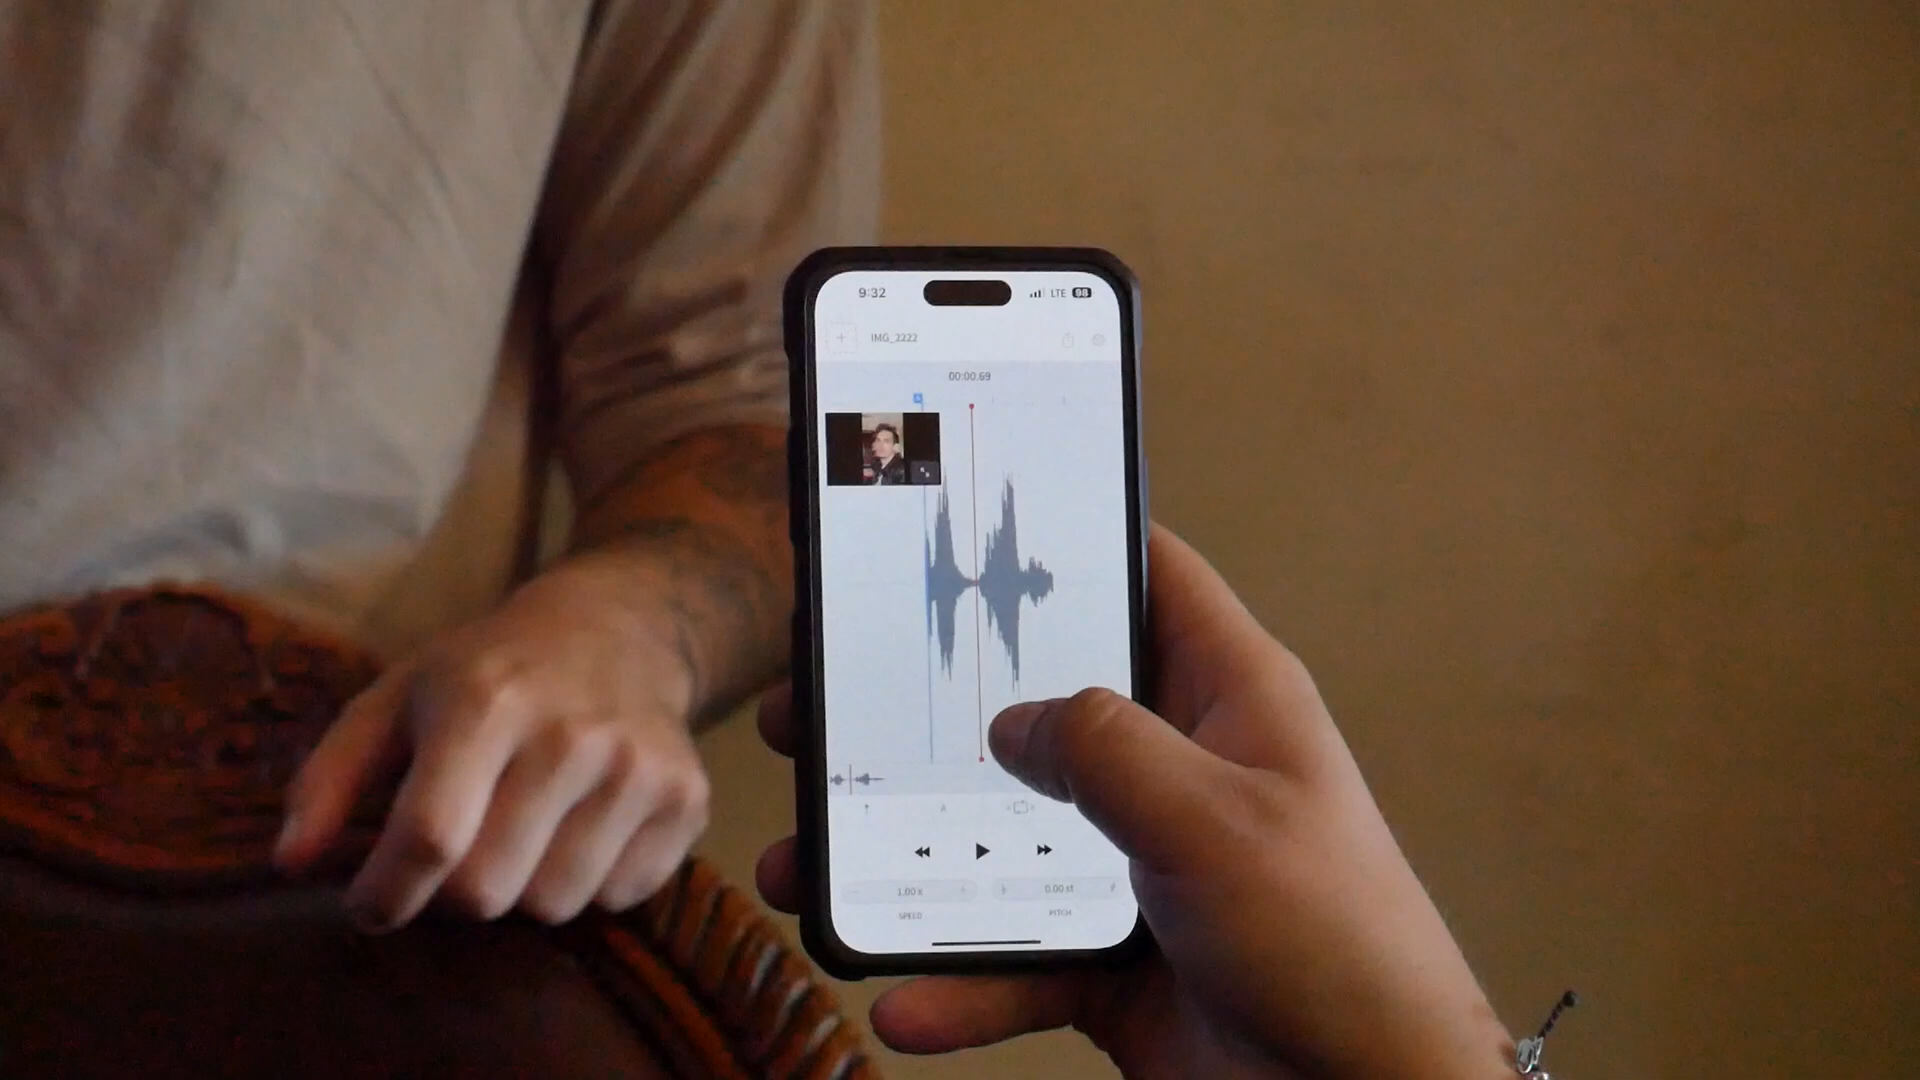 9:32 LTE 98
IMG_2222
00:00.69
A
A
1.00 x 0.00 st
SPEED PITCH